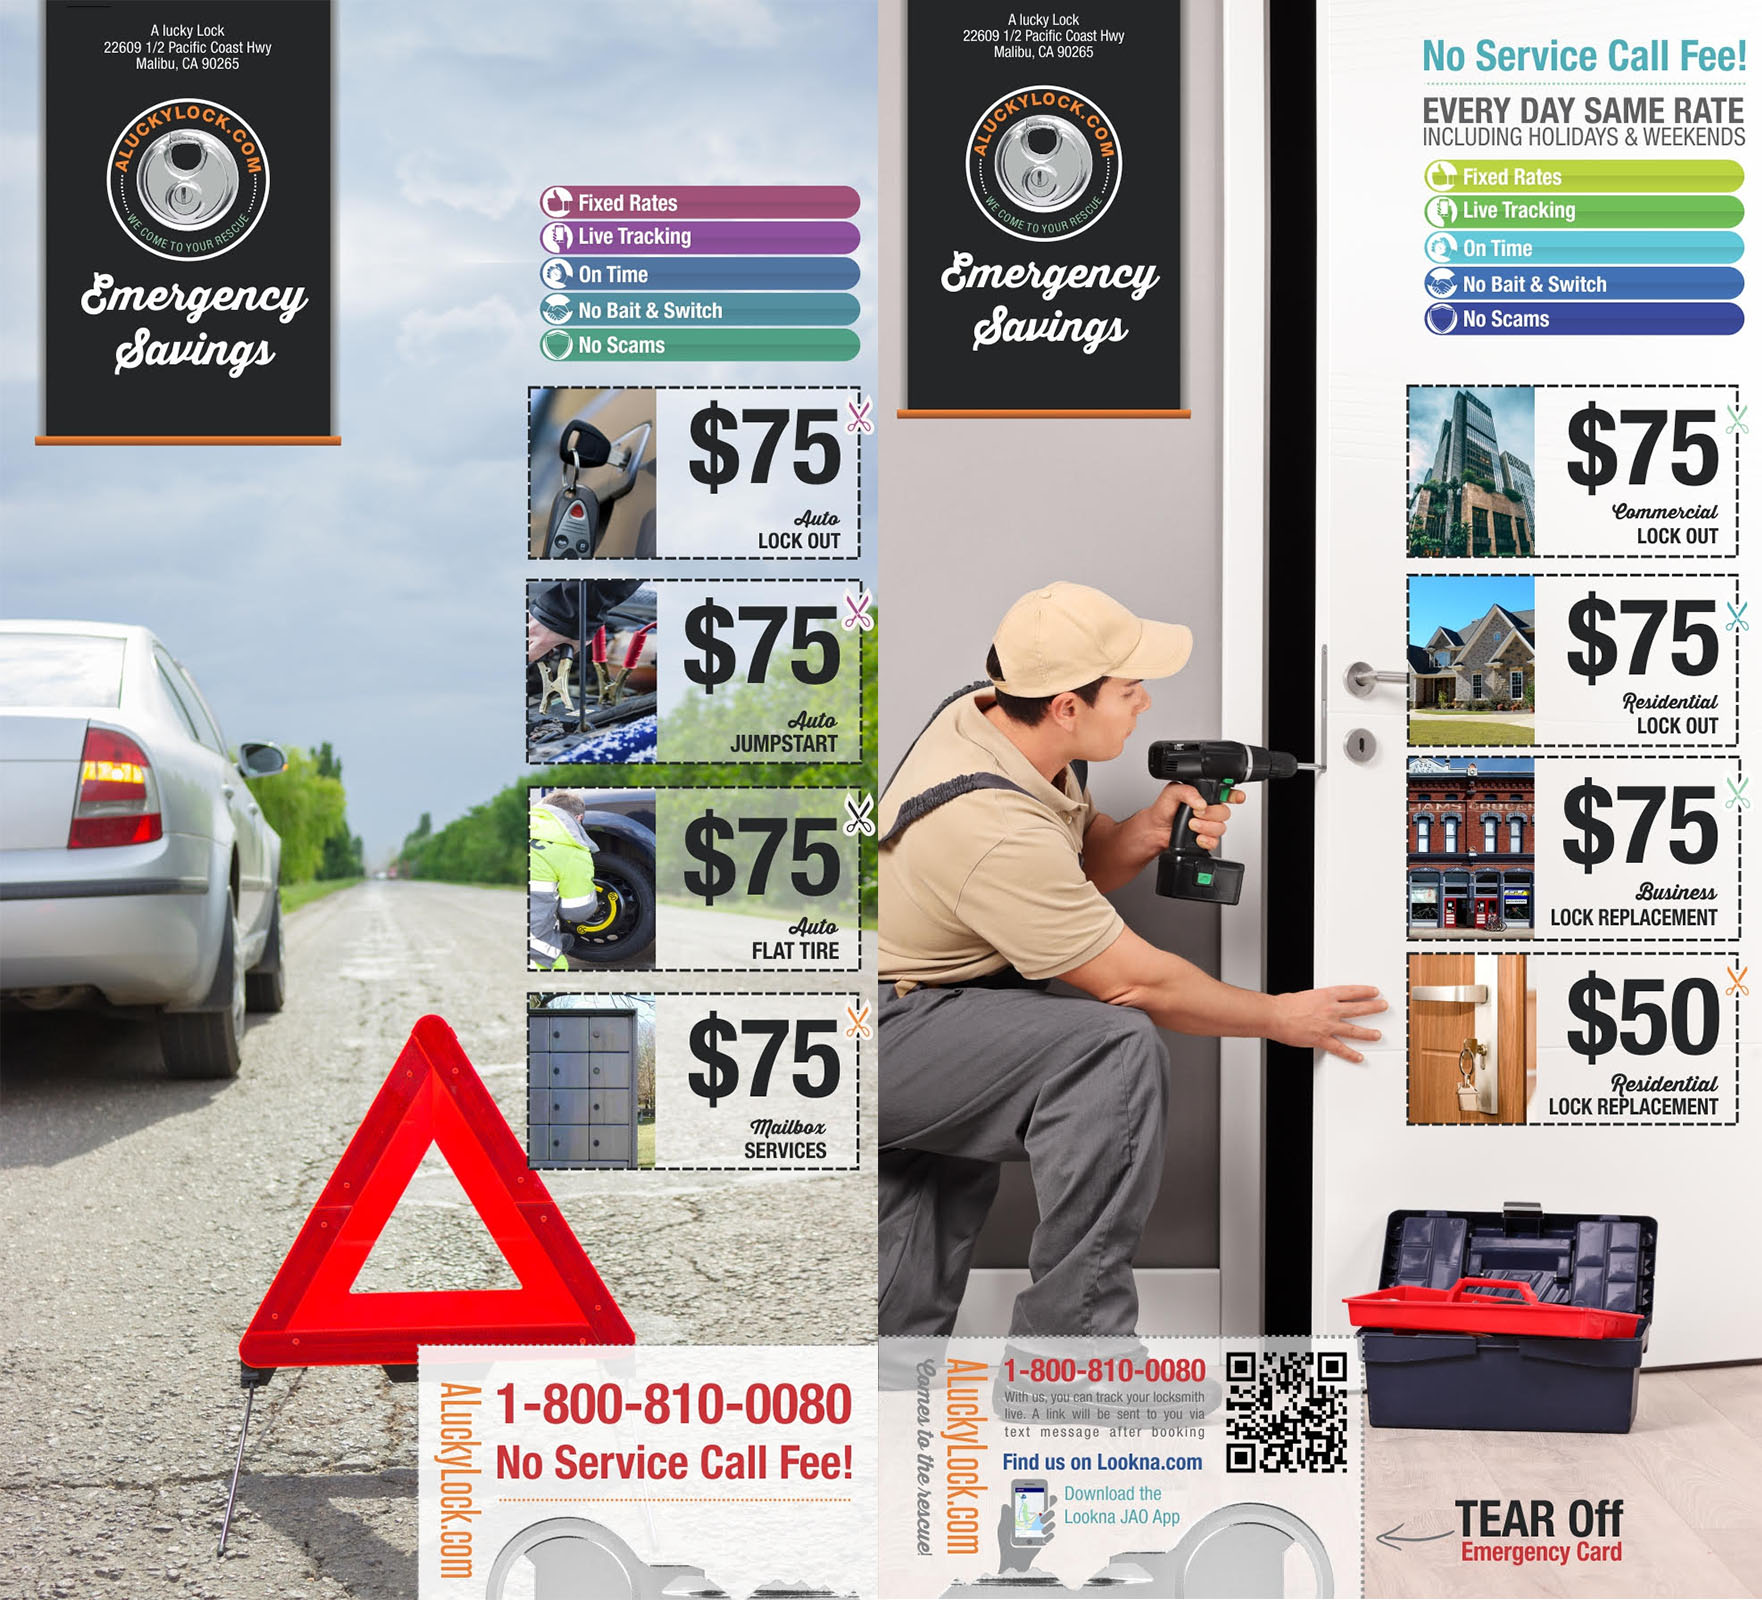 A lucky Lock
22609 1/2 Pacific Coast Hwy
Malibu, CA 90265
ALUCKYLOCK.COM
WE COME TO YOUR RESCUE
Emergency
Savings
Fixed Rates
Live Tracking
On Time
No Bait & Switch
No Scams
$75
Auto
LOCK OUT
$75
Auto
JUMPSTART
$75
Auto
FLAT TIRE
$75
Mailbox
SERVICES
ALuckyLock.com
1-800-810-0080
No Service Call Fee!
A lucky Lock
22609 1/2 Pacific Coast Hwy
Malibu, CA 90265
ALUCKYLOCK.COM
WE COME TO YOUR RESCUE
Emergency
Savings
No Service Call Fee!
EVERY DAY SAME RATE
INCLUDING HOLIDAYS & WEEKENDS
Fixed Rates
Live Tracking
On Time
No Bait & Switch
No Scams
$75
Commercial
LOCK OUT
$75
Residential
LOCK OUT
$75
Business
LOCK REPLACEMENT
$50
Residential
LOCK REPLACEMENT
Comes to the rescue!
ALuckyLock.com
1-800-810-0080
With us, you can track your locksmith
live. A link will be sent to you via
text message after booking
Find us on Lookna.com
Download the
Lookna JAO App
TEAR Off
Emergency Card